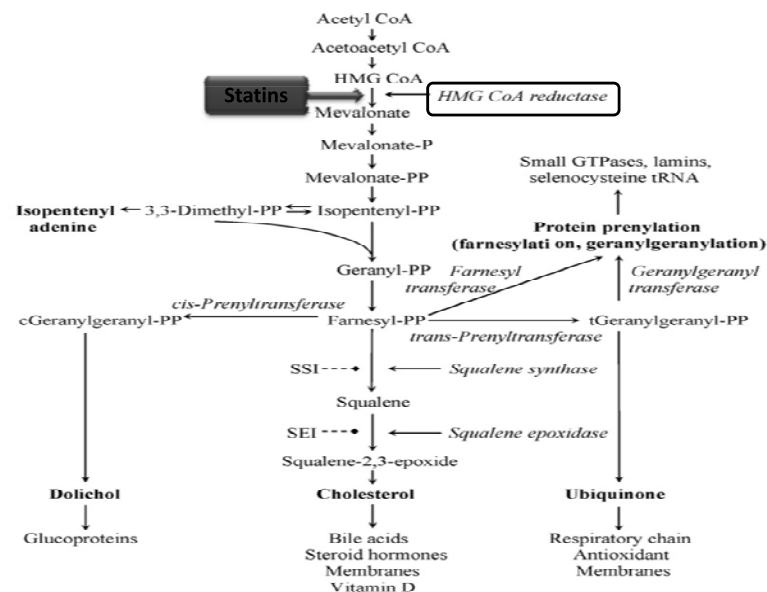 Acetyl CoA
Acetoacetyl CoA
HMG CoA
Statins
HMG CoA reductase
Mevalonate
Mevalonate-P
Mevalonate-PP
Small GTPases, lamins,
selenocysteine tRNA
Isopentenyl
adenine
3,3-Dimethyl-PP
Isopentenyl-PP
Protein prenylation
(farnesylati on, geranylgeranylation)
Geranyl-PP
Farnesyl
transferase
Geranylgeranyl
transferase
cis-Prenyltransferase
cGeranylgeranyl-PP
Farnesyl-PP
trans-Prenyltransferase
tGeranylgeranyl-PP
SSI
Squalene synthase
Squalene
SEI
Squalene epoxidase
Squalene-2,3-epoxide
Dolichol
Cholesterol
Ubiquinone
Glucoproteins
Bile acids
Steroid hormones
Membranes
Vitamin D
Respiratory chain
Antioxidant
Membranes